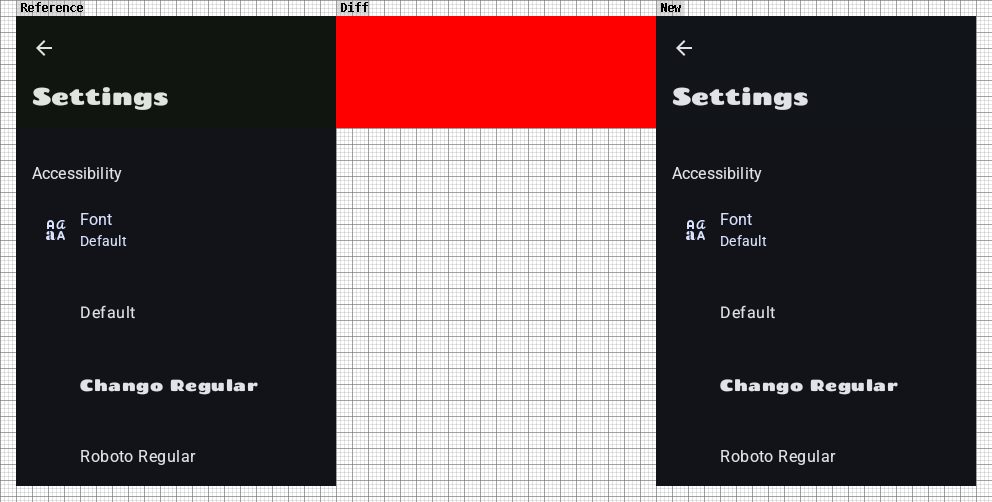 Reference
Settings
Accessibility
Font
Default
Default
Chango Regular
Roboto Regular
Diff
New
Settings
Accessibility
Font
Default
Default
Chango Regular
Roboto Regular